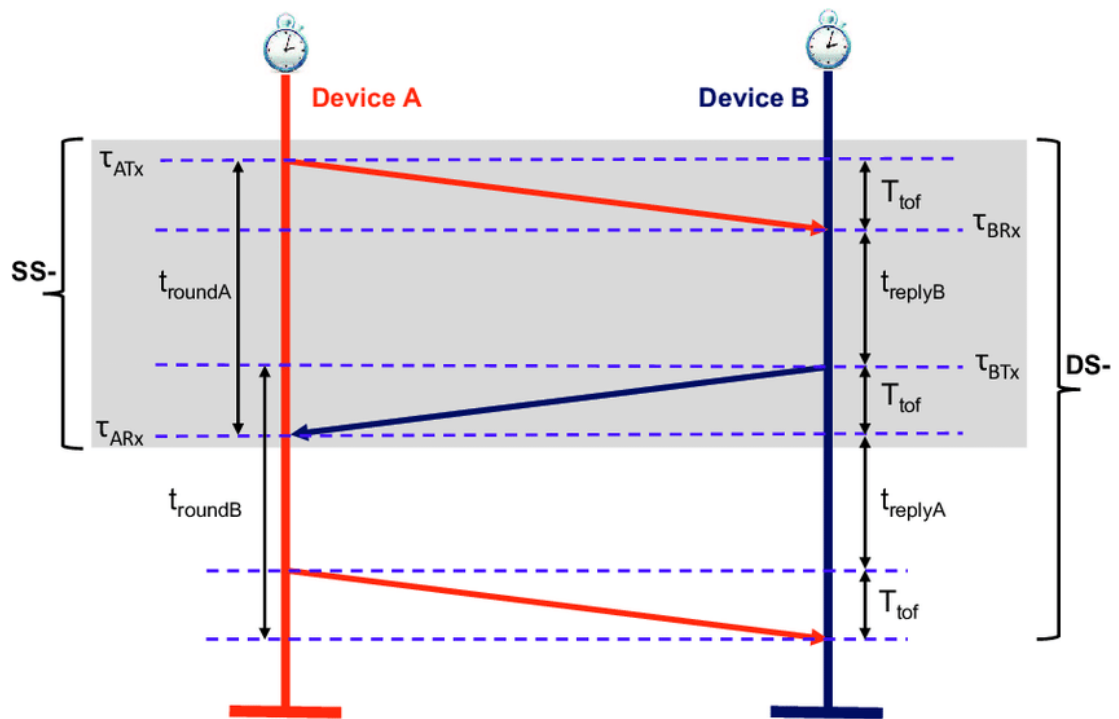 Device A
Device B
τATx
Ttof
τBRx
SS-
troundA
treplyB
DS-
τBTx
Ttof
τARx
troundB
treplyA
Ttof